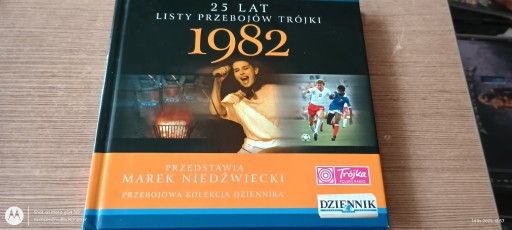 25 LAT
LISTY PRZEBOJÓW TRÓJKI
1982
PRZEDSTAWIA
MAREK NIEDŹWIECKI
PRZEBOJOWA KOLEKCJA DZIENNIKA
Trójka
DZIENNIK